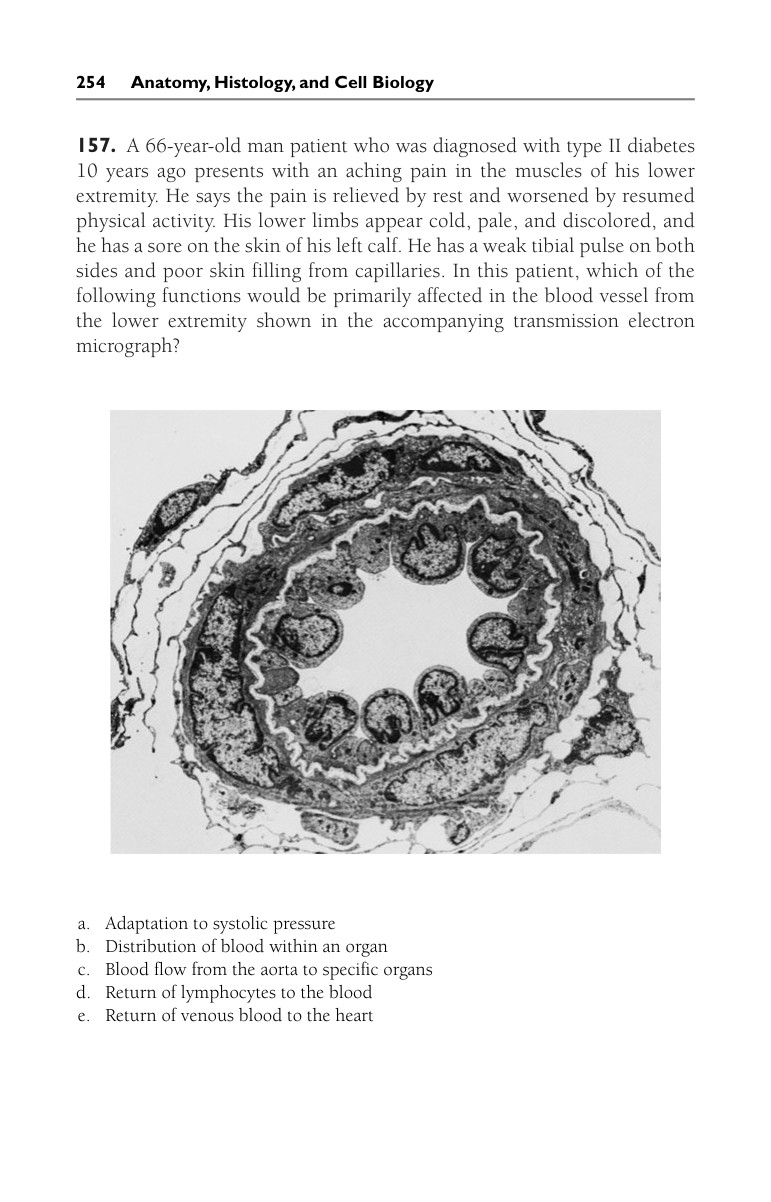 254 Anatomy, Histology, and Cell Biology
157. A 66-year-old man patient who was diagnosed with type II diabetes
10 years ago presents with an aching pain in the muscles of his lower
extremity. He says the pain is relieved by rest and worsened by resumed
physical activity. His lower limbs appear cold, pale, and discolored, and
he has a sore on the skin of his left calf. He has a weak tibial pulse on both
sides and poor skin filling from capillaries. In this patient, which of the
following functions would be primarily affected in the blood vessel from
the lower extremity shown in the accompanying transmission electron
micrograph?
a. Adaptation to systolic pressure
b. Distribution of blood within an organ
c. Blood flow from the aorta to specific organs
d. Return of lymphocytes to the blood
e. Return of venous blood to the heart